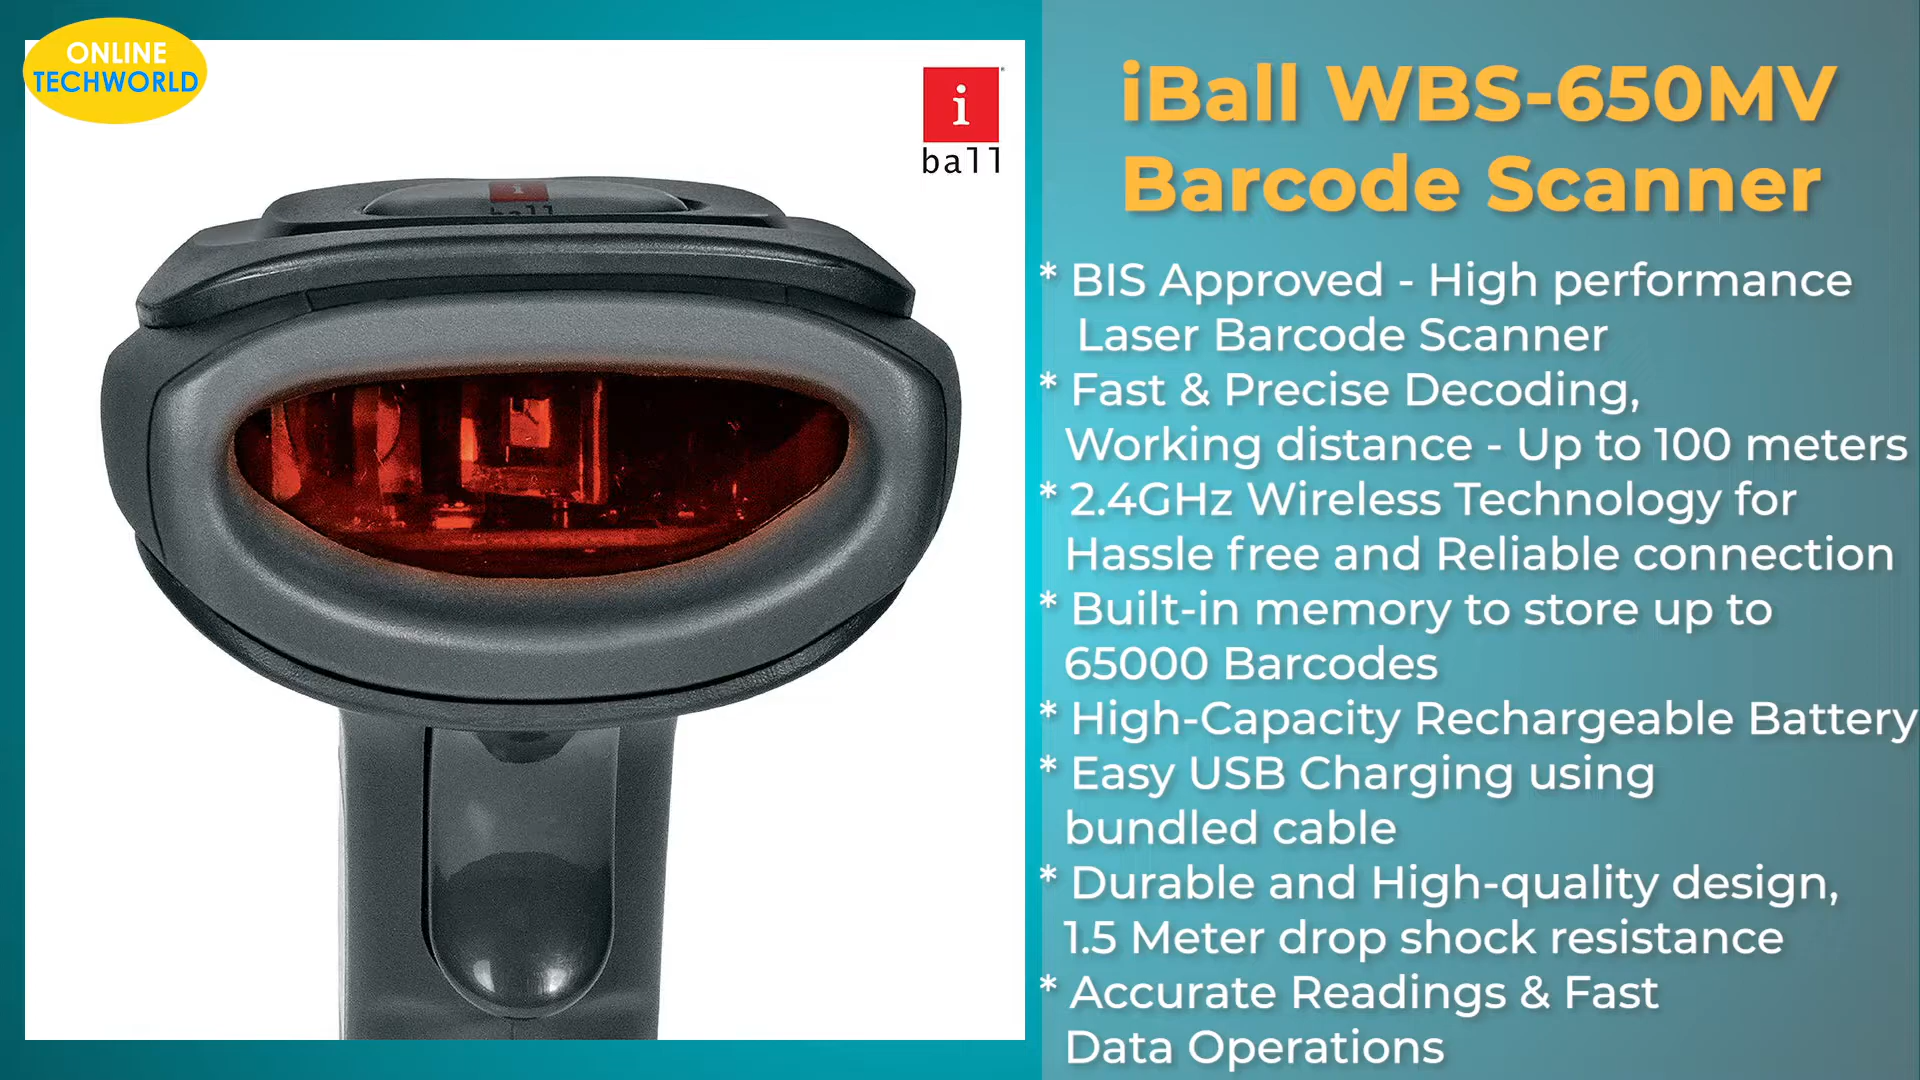 ONLINE
TECHWORLD
i
ball
i
ball
iBall WBS-650MV
Barcode Scanner
* BIS Approved - High performance
Laser Barcode Scanner
* Fast & Precise Decoding,
Working distance - Up to 100 meters
* 2.4GHz Wireless Technology for
Hassle free and Reliable connection
* Built-in memory to store up to
65000 Barcodes
* High-Capacity Rechargeable Battery
* Easy USB Charging using
bundled cable
* Durable and High-quality design,
1.5 Meter drop shock resistance
* Accurate Readings & Fast
Data Operations